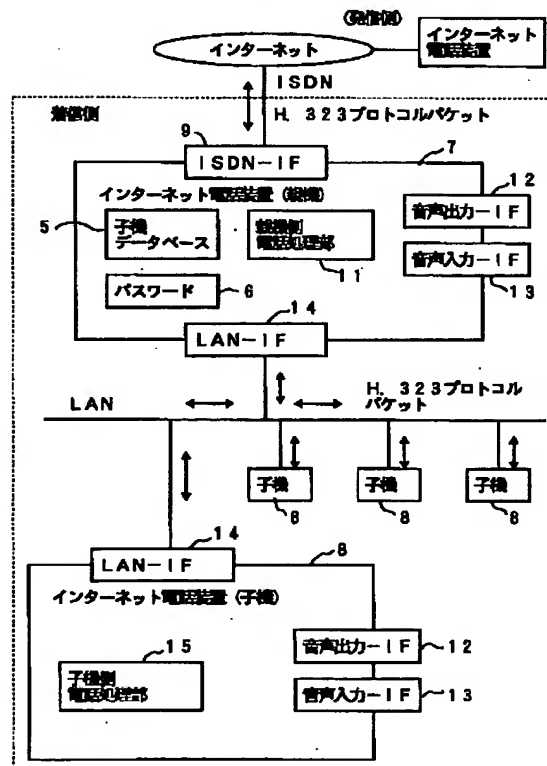 (発信側)
インターネット
インターネット
電話装置
ISDN
着信側
H. 323プロトコルパケット
9
7
ISDN-IF
12
インターネット電話装置(親機)
5
子機
データベース
親機側
電話処理部
音声出力-IF
11
音声入力-IF
13
パスワード
6
14
LAN-IF
LAN
H. 323プロトコル
パケット
子機
子機
子機
8
8
8
14
LAN-IF
8
インターネット電話装置(子機)
15
子機側
電話処理部
音声出力-IF
12
音声入力-IF
13